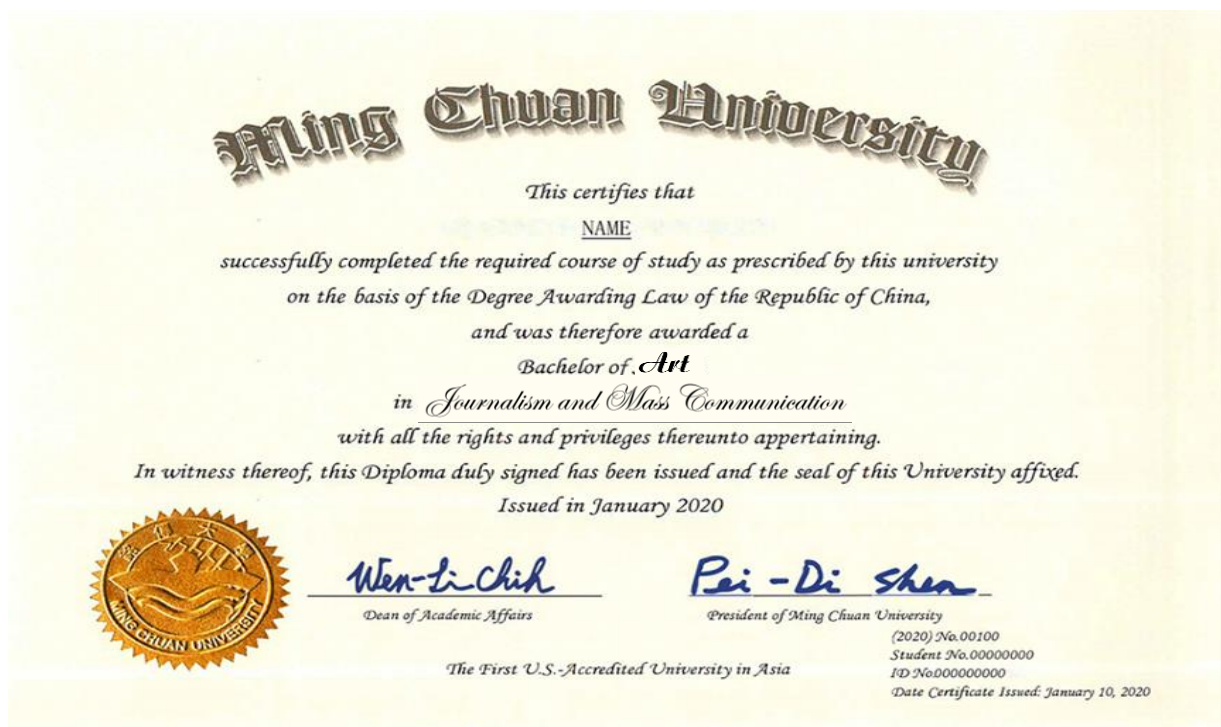 Ming Chuan University
This certifies that
NAME
successfully completed the required course of study as prescribed by this university
on the basis of the Degree Awarding Law of the Republic of China,
and was therefore awarded a
Bachelor of. Art
in Journalism and Mass Communication
with all the rights and privileges thereunto appertaining.
In witness thereof, this Diploma duly signed has been issued and the seal of this University affixed.
Issued in January 2020
Wen-Li Chih
Pei-Di Shen
Dean of Academic Affairs
President of Ming Chuan University
MING CHUAN UNIVERSITY
(2020) No.00100
Student No.00000000
The First U.S.-Accredited University in Asia
ID No.000000000
Date Certificate Issued: January 10, 2020